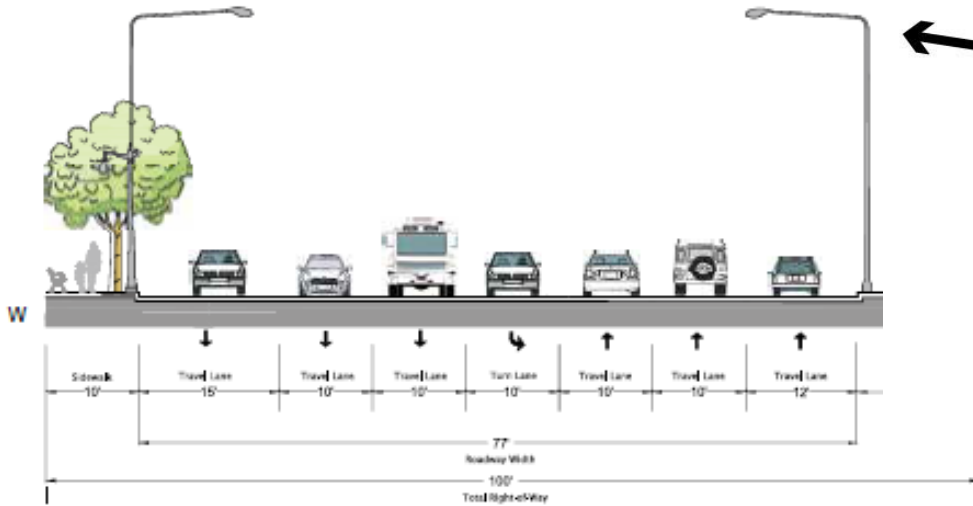 W
Sidewalk Travel Lane Travel Lane Travel Lane Turn Lane Travel Lane Travel Lane Travel Lane
10' 15' 10' 10' 10' 10' 10' 12'
77'
Roadway Width
100'
Total Right-of-Way